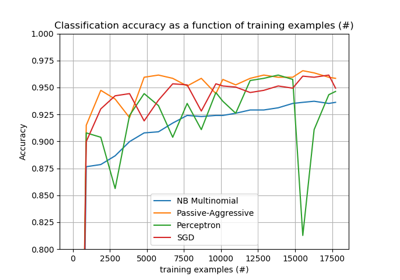 Classification accuracy as a function of training examples (#)
1.000
0.975
0.950
0.925
0.900
0.875
0.850
0.825
0.800
Accuracy
NB Multinomial
Passive-Aggressive
Perceptron
SGD
0 2500 5000 7500 10000 12500 15000 17500
training examples (#)